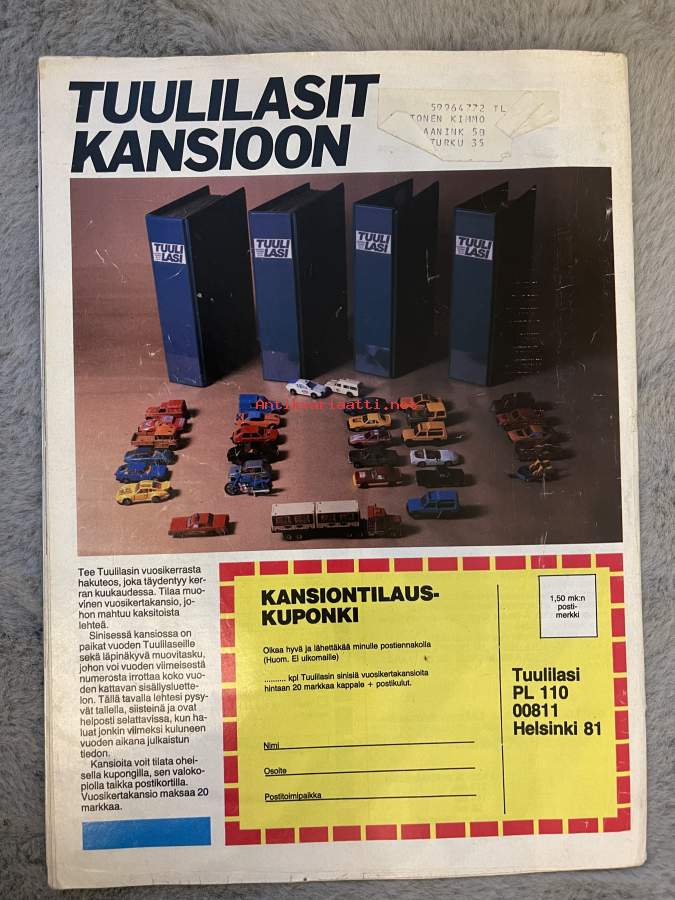 TUULILASIT
KANSIOON
59964772 TL
TONEN KIMMO
AANINK 5B
TURKU 35
TUULI
LASI
TUULI
LASI
TUULI
LASI
TUULI
LASI
Antikvariaatti.net
Tee Tuulilasin vuosikerrasta
hakuteos, joka täydentyy ker-
ran kuukaudessa. Tilaa muo-
vinen vuosikertakansio, jo-
hon mahtuu kaksitoista
lehteä.
Sinisessä kansiossa on
paikat vuoden Tuulilaseille
sekä läpinäkyvä muovitasku,
johon voi vuoden viimeisestä
numerosta irrottaa koko vuo-
den kattavan sisällysluette-
lon. Tällä tavalla lehtesi pysy-
vät tallella, siisteinä ja ovat
helposti selattavissa, kun ha-
luat jonkin viimeksi kuluneen
vuoden aikana julkaistun
tiedon.
Kansioita voit tilata ohei-
sella kupongilla, sen valoko-
piolla taikka postikortilla.
Vuosikertakansio maksaa 20
markkaa.
KANSIONTILAUS-
KUPONKI
Olkaa hyvä ja lähettäkää minulle postiennakolla
(Huom. Ei ulkomaille)
.......... kpl Tuulilasin sinisiä vuosikertakansioita
hintaan 20 markkaa kappale + postikulut.
Nimi
Osoite
Postitoimipaikka
1,50 mk:n
posti-
merkki
Tuulilasi
PL 110
00811
Helsinki 81